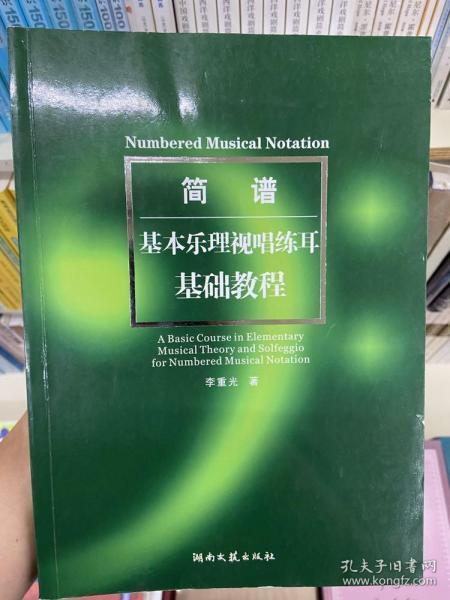 Numbered Musical Notation
简 谱
基本乐理视唱练耳
基础教程
A Basic Course in Elementary
Musical Theory and Solfeggio
for Numbered Musical Notation
李重光 著
湖南文艺出版社
孔夫子旧书网
www.kongfz.com